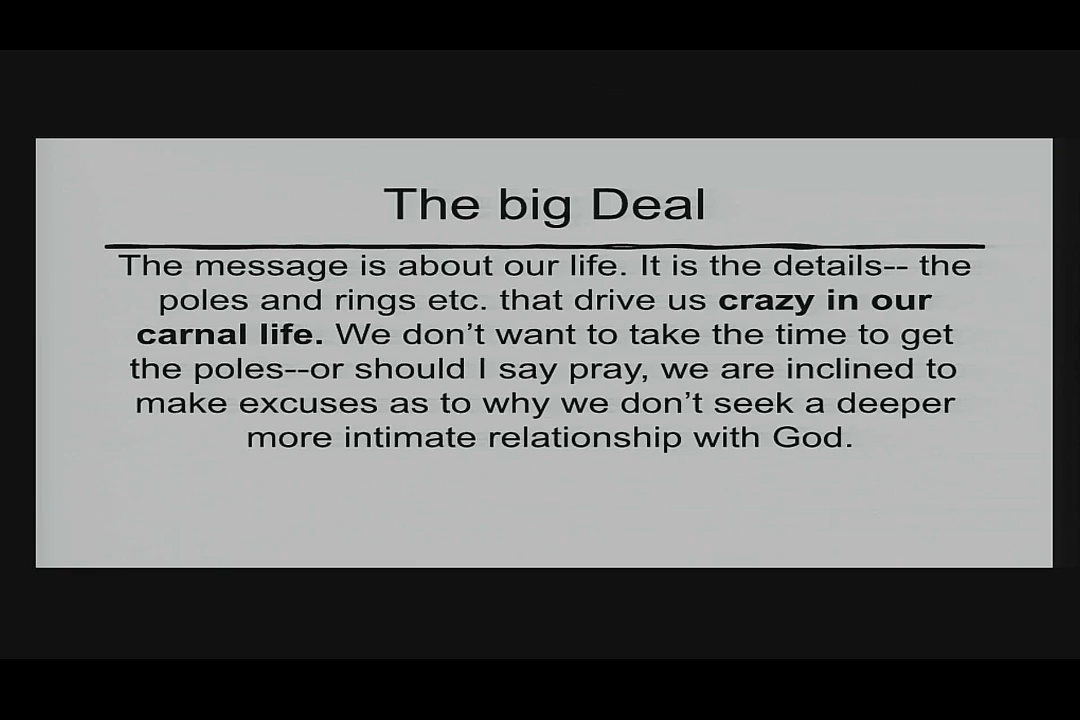 The big Deal
The message is about our life. It is the details-- the
poles and rings etc. that drive us crazy in our
carnal life. We don’t want to take the time to get
the poles--or should I say pray, we are inclined to
make excuses as to why we don’t seek a deeper
more intimate relationship with God.